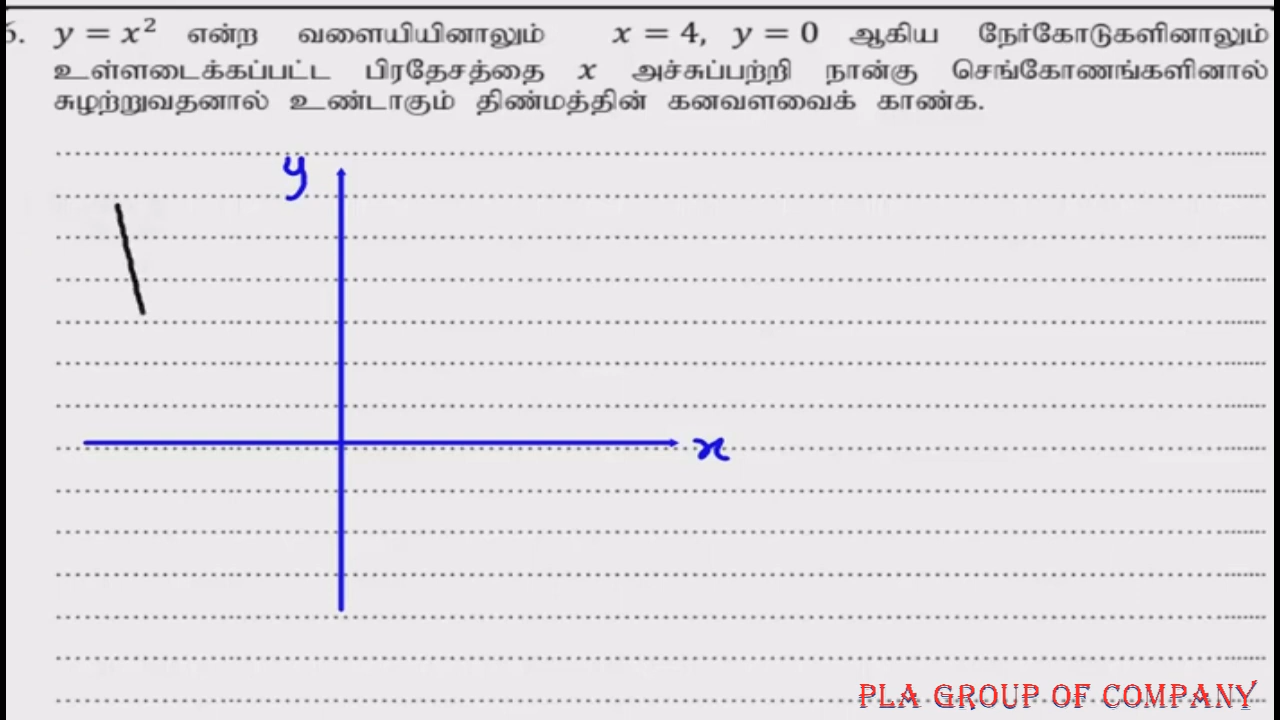 6. y = x² என்ற வளையியினாலும் x = 4, y = 0 ஆகிய நேர்கோடுகளினாலும்
உள்ளடைக்கப்பட்ட பிரதேசத்தை x அச்சுப்பற்றி நான்கு செங்கோணங்களினால்
சுழற்றுவதனால் உண்டாகும் திண்மத்தின் கனவளவைக் காண்க.
y
x
PLA GROUP OF COMPANY